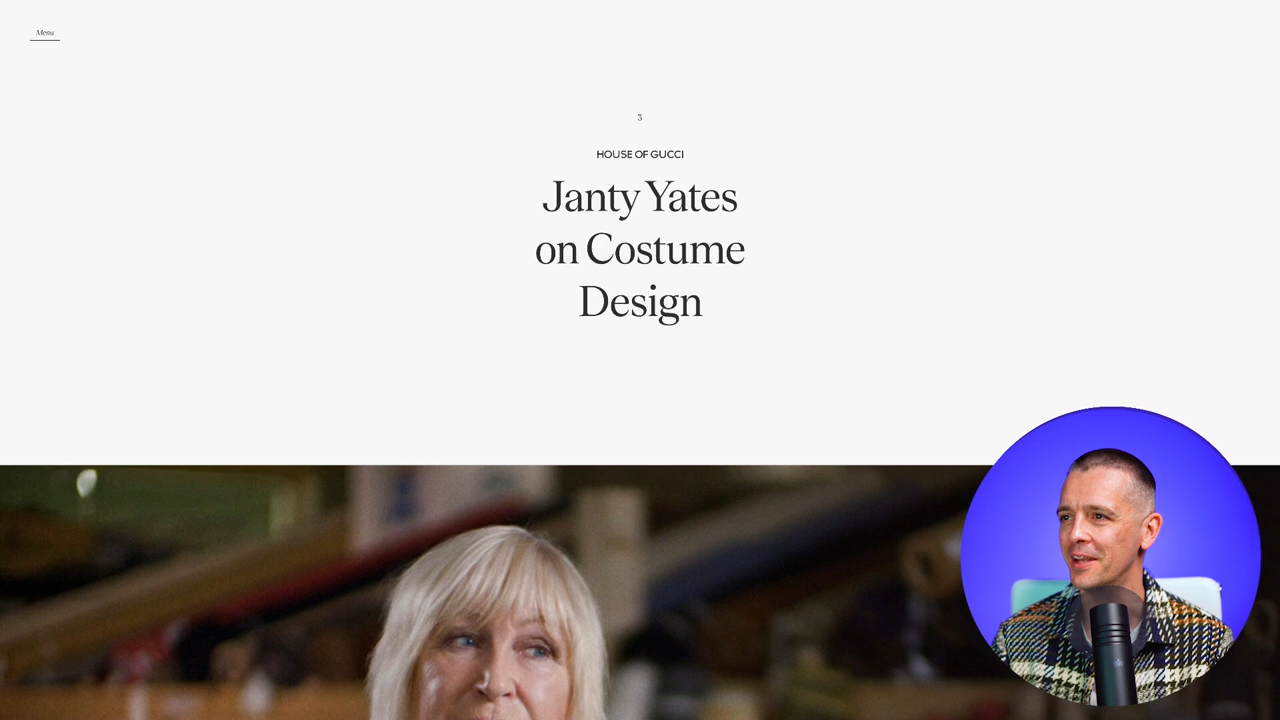 Menu
3
HOUSE OF GUCCI
Janty Yates
on Costume
Design